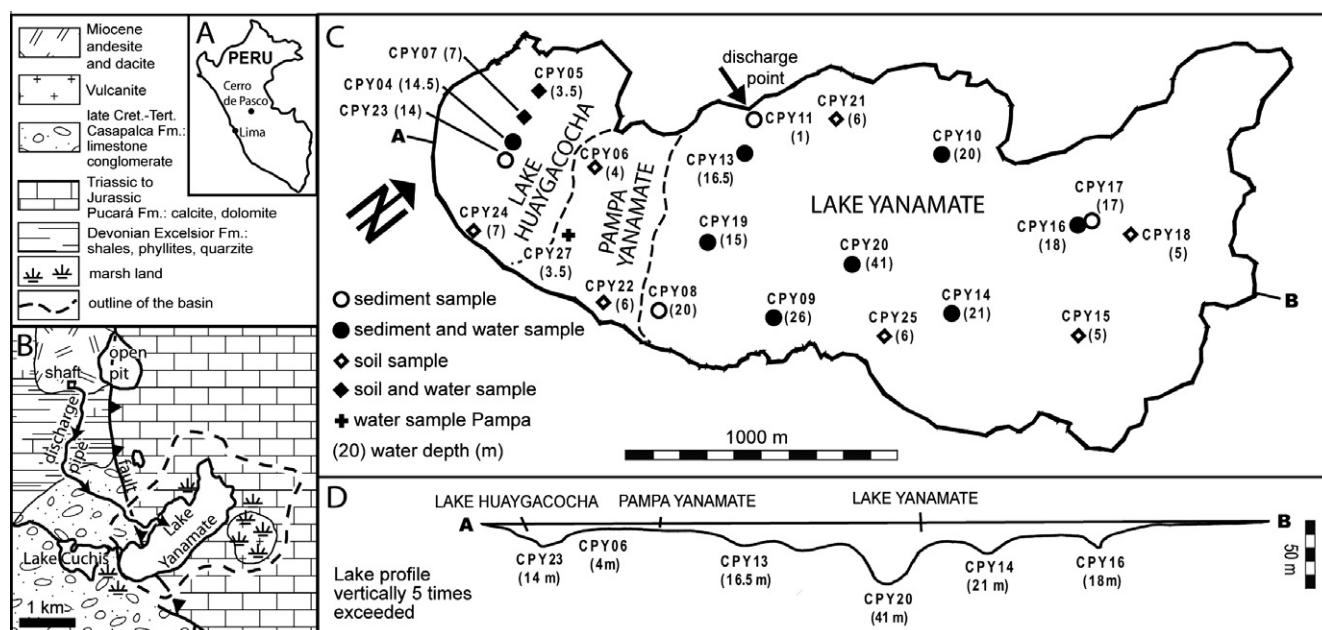 Miocene
andesite
and dacite
Vulcanite
late Cret.-Tert.
Casapalca Fm.:
limestone
conglomerate
Triassic to
Jurassic
Pucará Fm.: calcite, dolomite
Devonian Excelsior Fm.:
shales, phyllites, quarzite
marsh land
outline of the basin
A
PERU
Cerro
de Pasco
Lima
B
open
pit
shaft
discharge
pipe
fault
Lake
Yanamate
Lake Cuchis
1 km
C
CPY07 (7)
CPY04 (14.5)
CPY23 (14)
CPY05
(3.5)
A
N
LAKE
HUAYGACOCHA
CPY24
(7)
CPY06
(4)
PAMPA
YANAMATE
CPY27
(3.5)
CPY22
(6)
discharge
point
CPY11
(1)
CPY21
(6)
CPY13
(16.5)
CPY10
(20)
LAKE YANAMATE
CPY19
(15)
CPY20
(41)
CPY17
(17)
CPY16
(18)
CPY18
(5)
CPY08
(20)
CPY09
(26)
CPY25
(6)
CPY14
(21)
CPY15
(5)
B
sediment sample
sediment and water sample
soil sample
soil and water sample
water sample Pampa
(20) water depth (m)
1000 m
D
LAKE HUAYGACOCHA
PAMPA YANAMATE
LAKE YANAMATE
A
B
CPY23
(14 m)
CPY06
(4m)
CPY13
(16.5 m)
CPY20
(41 m)
CPY14
(21 m)
CPY16
(18m)
50 m
Lake profile
vertically 5 times
exceeded